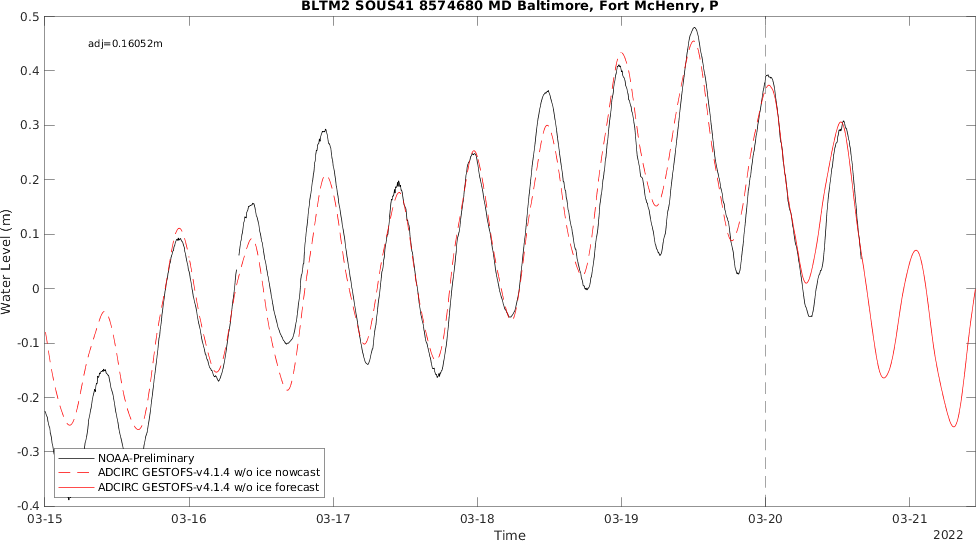 BLTM2 SOUS41 8574680 MD Baltimore, Fort McHenry, P
adj=0.16052m
0.5
0.4
0.3
0.2
0.1
0
-0.1
-0.2
-0.3
-0.4
Water Level (m)
NOAA-Preliminary
ADCIRC GESTOFS-v4.1.4 w/o ice nowcast
ADCIRC GESTOFS-v4.1.4 w/o ice forecast
03-15 03-16 03-17 03-18 03-19 03-20 03-21
Time
2022